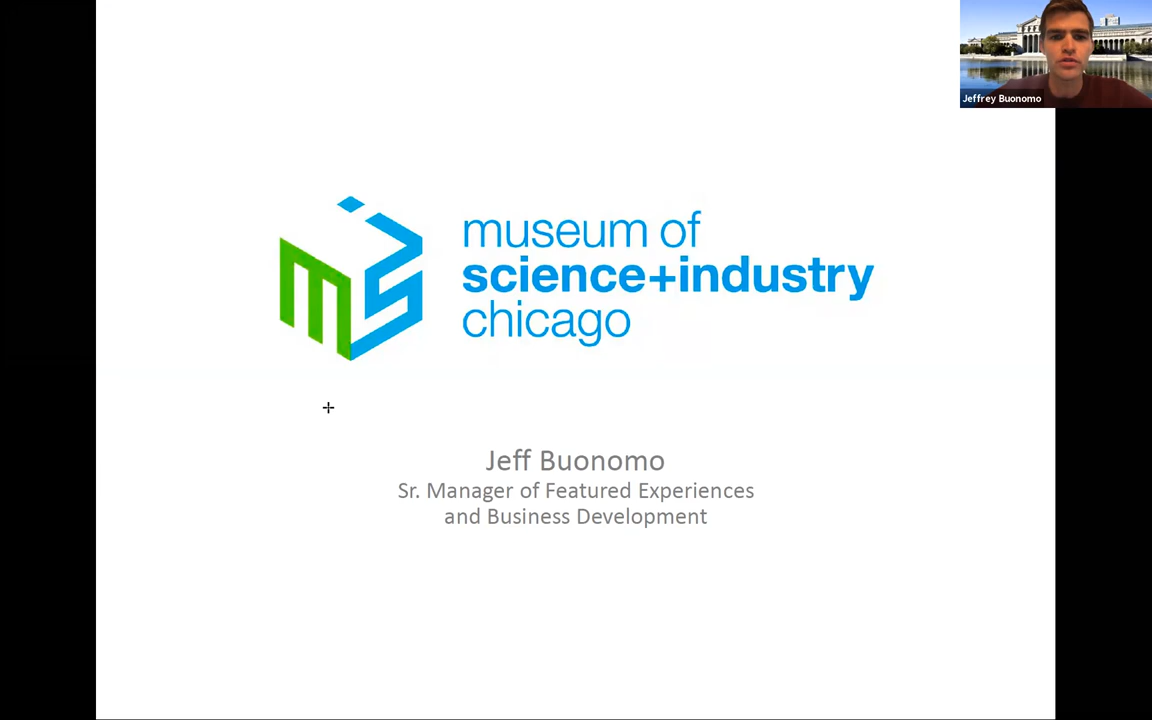 Jeffrey Buonomo
museum of
science+industry
chicago
Jeff Buonomo
Sr. Manager of Featured Experiences
and Business Development